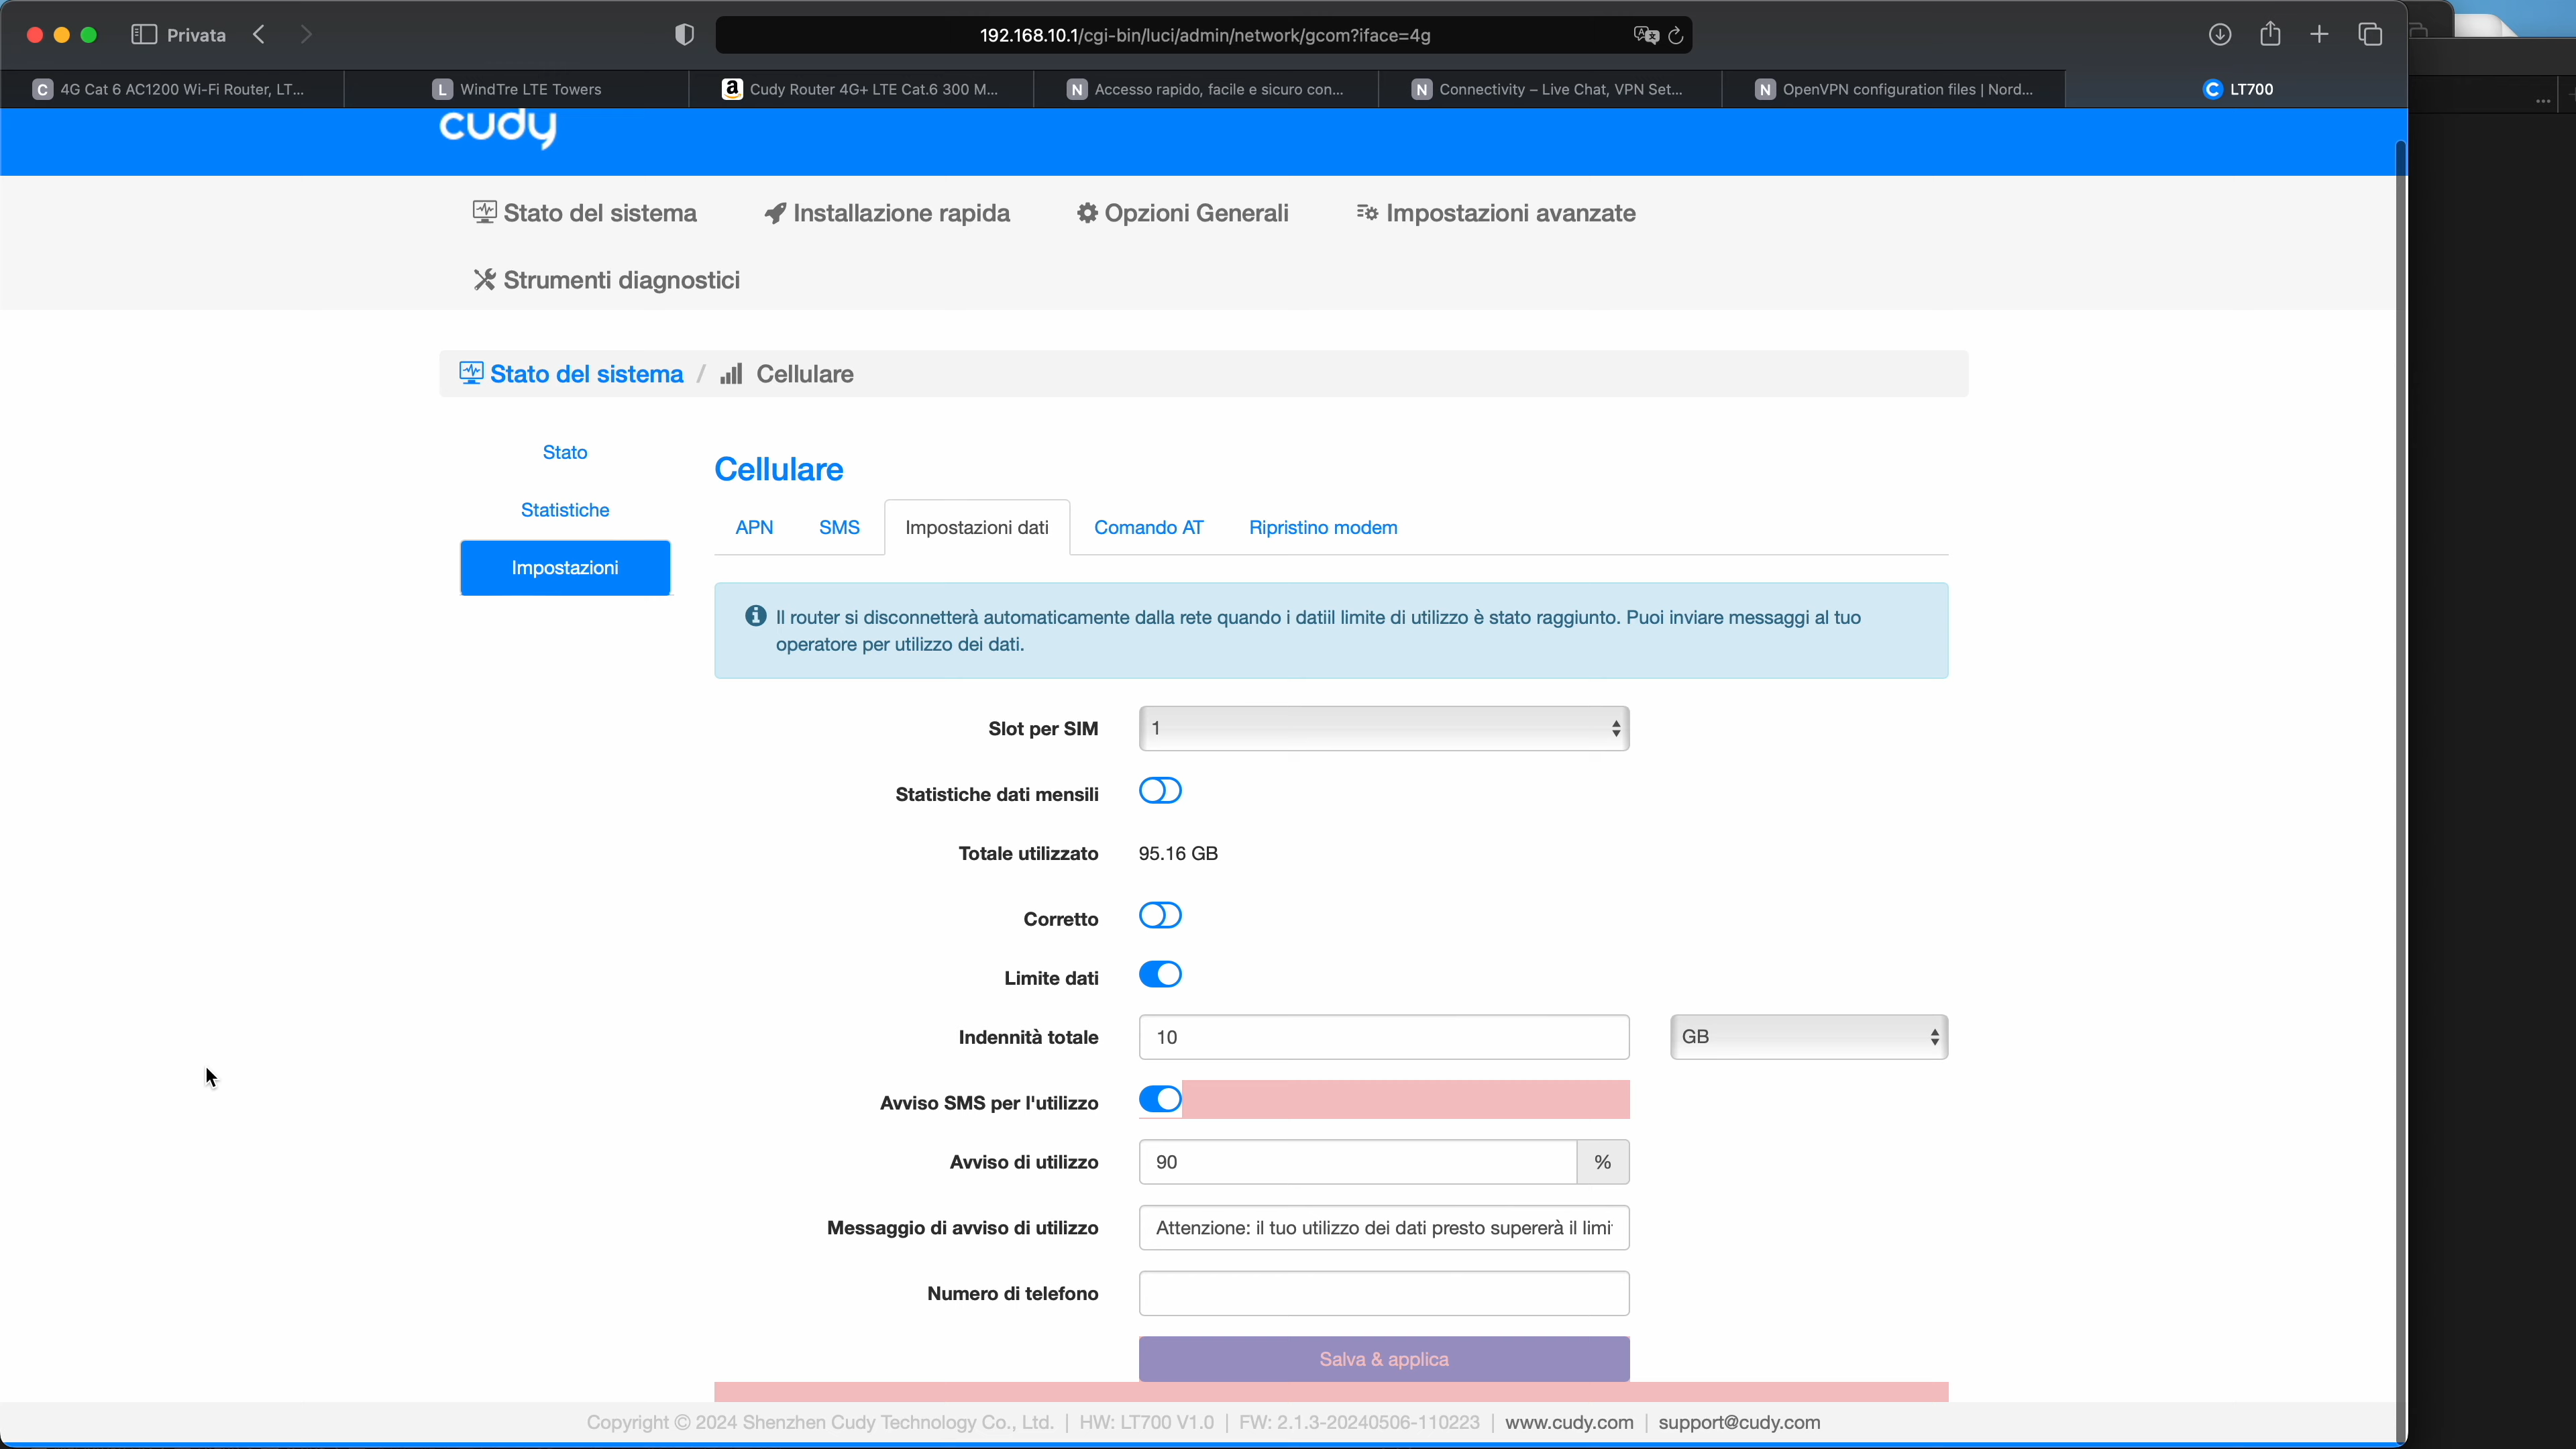 Privata
192.168.10.1/cgi-bin/luci/admin/network/gcom?iface=4g
C 4G Cat 6 AC1200 Wi-Fi Router, LT...
L WindTre LTE Towers
a Cudy Router 4G+ LTE Cat.6 300 M...
N Accesso rapido, facile e sicuro con...
N Connectivity – Live Chat, VPN Set...
N OpenVPN configuration files | Nord...
C LT700
cudy
Stato del sistema
Installazione rapida
Opzioni Generali
Impostazioni avanzate
Strumenti diagnostici
Stato del sistema / Cellulare
Stato
Statistiche
Impostazioni
Cellulare
APN SMS Impostazioni dati Comando AT Ripristino modem
Il router si disconnetterà automaticamente dalla rete quando i datiil limite di utilizzo è stato raggiunto. Puoi inviare messaggi al tuo
operatore per utilizzo dei dati.
Slot per SIM 1
Statistiche dati mensili
Totale utilizzato 95.16 GB
Corretto
Limite dati
Indennità totale 10 GB
Avviso SMS per l'utilizzo
Avviso di utilizzo 90 %
Messaggio di avviso di utilizzo Attenzione: il tuo utilizzo dei dati presto supererà il limi
Numero di telefono
Salva & applica
Copyright © 2024 Shenzhen Cudy Technology Co., Ltd. | HW: LT700 V1.0 | FW: 2.1.3-20240506-110223 | www.cudy.com | support@cudy.com